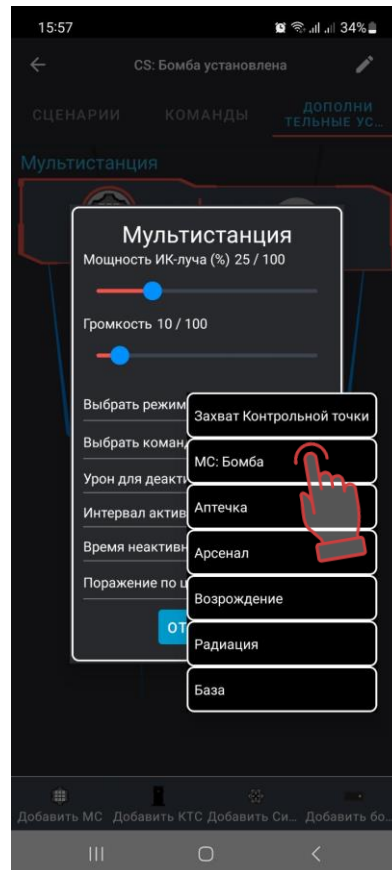 15:57 34%
CS: Бомба установлена
СЦЕНАРИИ КОМАНДЫ ДОПОЛНИ
ТЕЛЬНЫЕ УС...
Мультистанция
Мультистанция
Мощность ИК-луча (%) 25 / 100
Громкость 10 / 100
Выбрать режим
Захват Контрольной точки
Выбрать коман
МС: Бомба
Урон для деакти
Аптечка
Интервал актив
Арсенал
Время неактивн
Поражение по ц
Возрождение
ОТ
Радиация
База
Добавить МС Добавить КТС Добавить Си... Добавить бо...